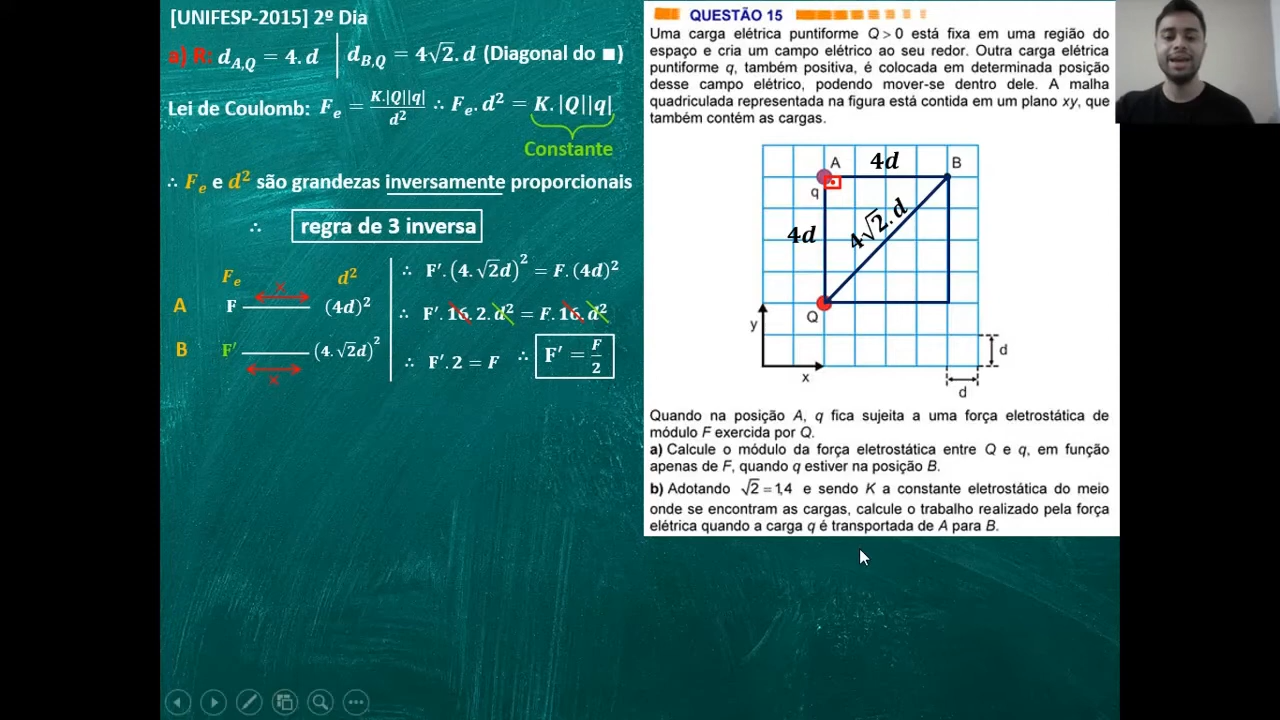 [UNIFESP-2015] 2º Dia
a) R: d_{A,Q} = 4.d | d_{B,Q} = 4√2.d (Diagonal do ■)
Lei de Coulomb: F_e = K.|Q||q|/d² ∴ F_e.d² = K.|Q||q|
Constante
∴ F_e e d² são grandezas inversamente proporcionais
∴ regra de 3 inversa
F_e d²
x
A F (4d)²
B F' (4.√2d)²
x
∴ F'.(4.√2d)² = F.(4d)²
∴ F'.16.2.d² = F.16.d²
∴ F'.2 = F ∴ F' = F/2
QUESTÃO 15
Uma carga elétrica puntiforme Q > 0 está fixa em uma região do
espaço e cria um campo elétrico ao seu redor. Outra carga elétrica
puntiforme q, também positiva, é colocada em determinada posição
desse campo elétrico, podendo mover-se dentro dele. A malha
quadriculada representada na figura está contida em um plano xy, que
também contém as cargas.
A 4d B
q
4d 4√2.d
Q
y
x
d
d
Quando na posição A, q fica sujeita a uma força eletrostática de
módulo F exercida por Q.
a) Calcule o módulo da força eletrostática entre Q e q, em função
apenas de F, quando q estiver na posição B.
b) Adotando √2 = 1,4 e sendo K a constante eletrostática do meio
onde se encontram as cargas, calcule o trabalho realizado pela força
elétrica quando a carga q é transportada de A para B.